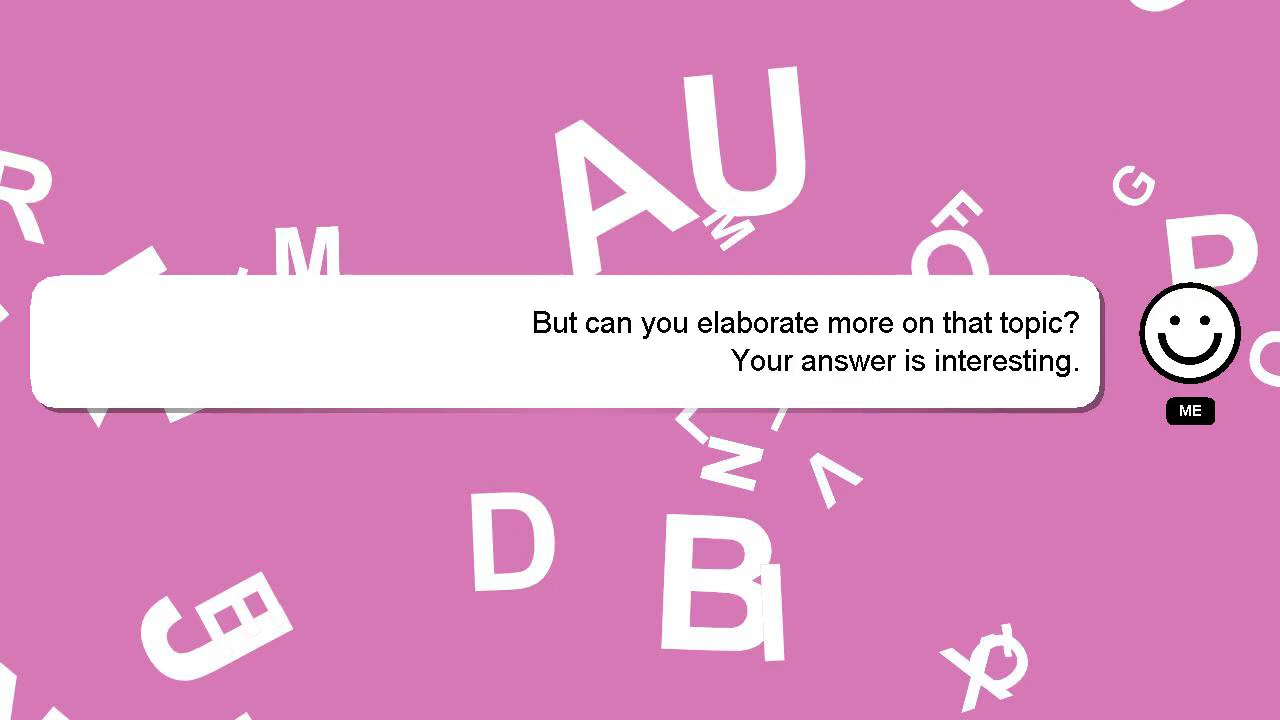 But can you elaborate more on that topic?
Your answer is interesting.
ME
R
M
A
U
M
F
O
G
P
L
N
V
D
B
I
C
E
X
Q